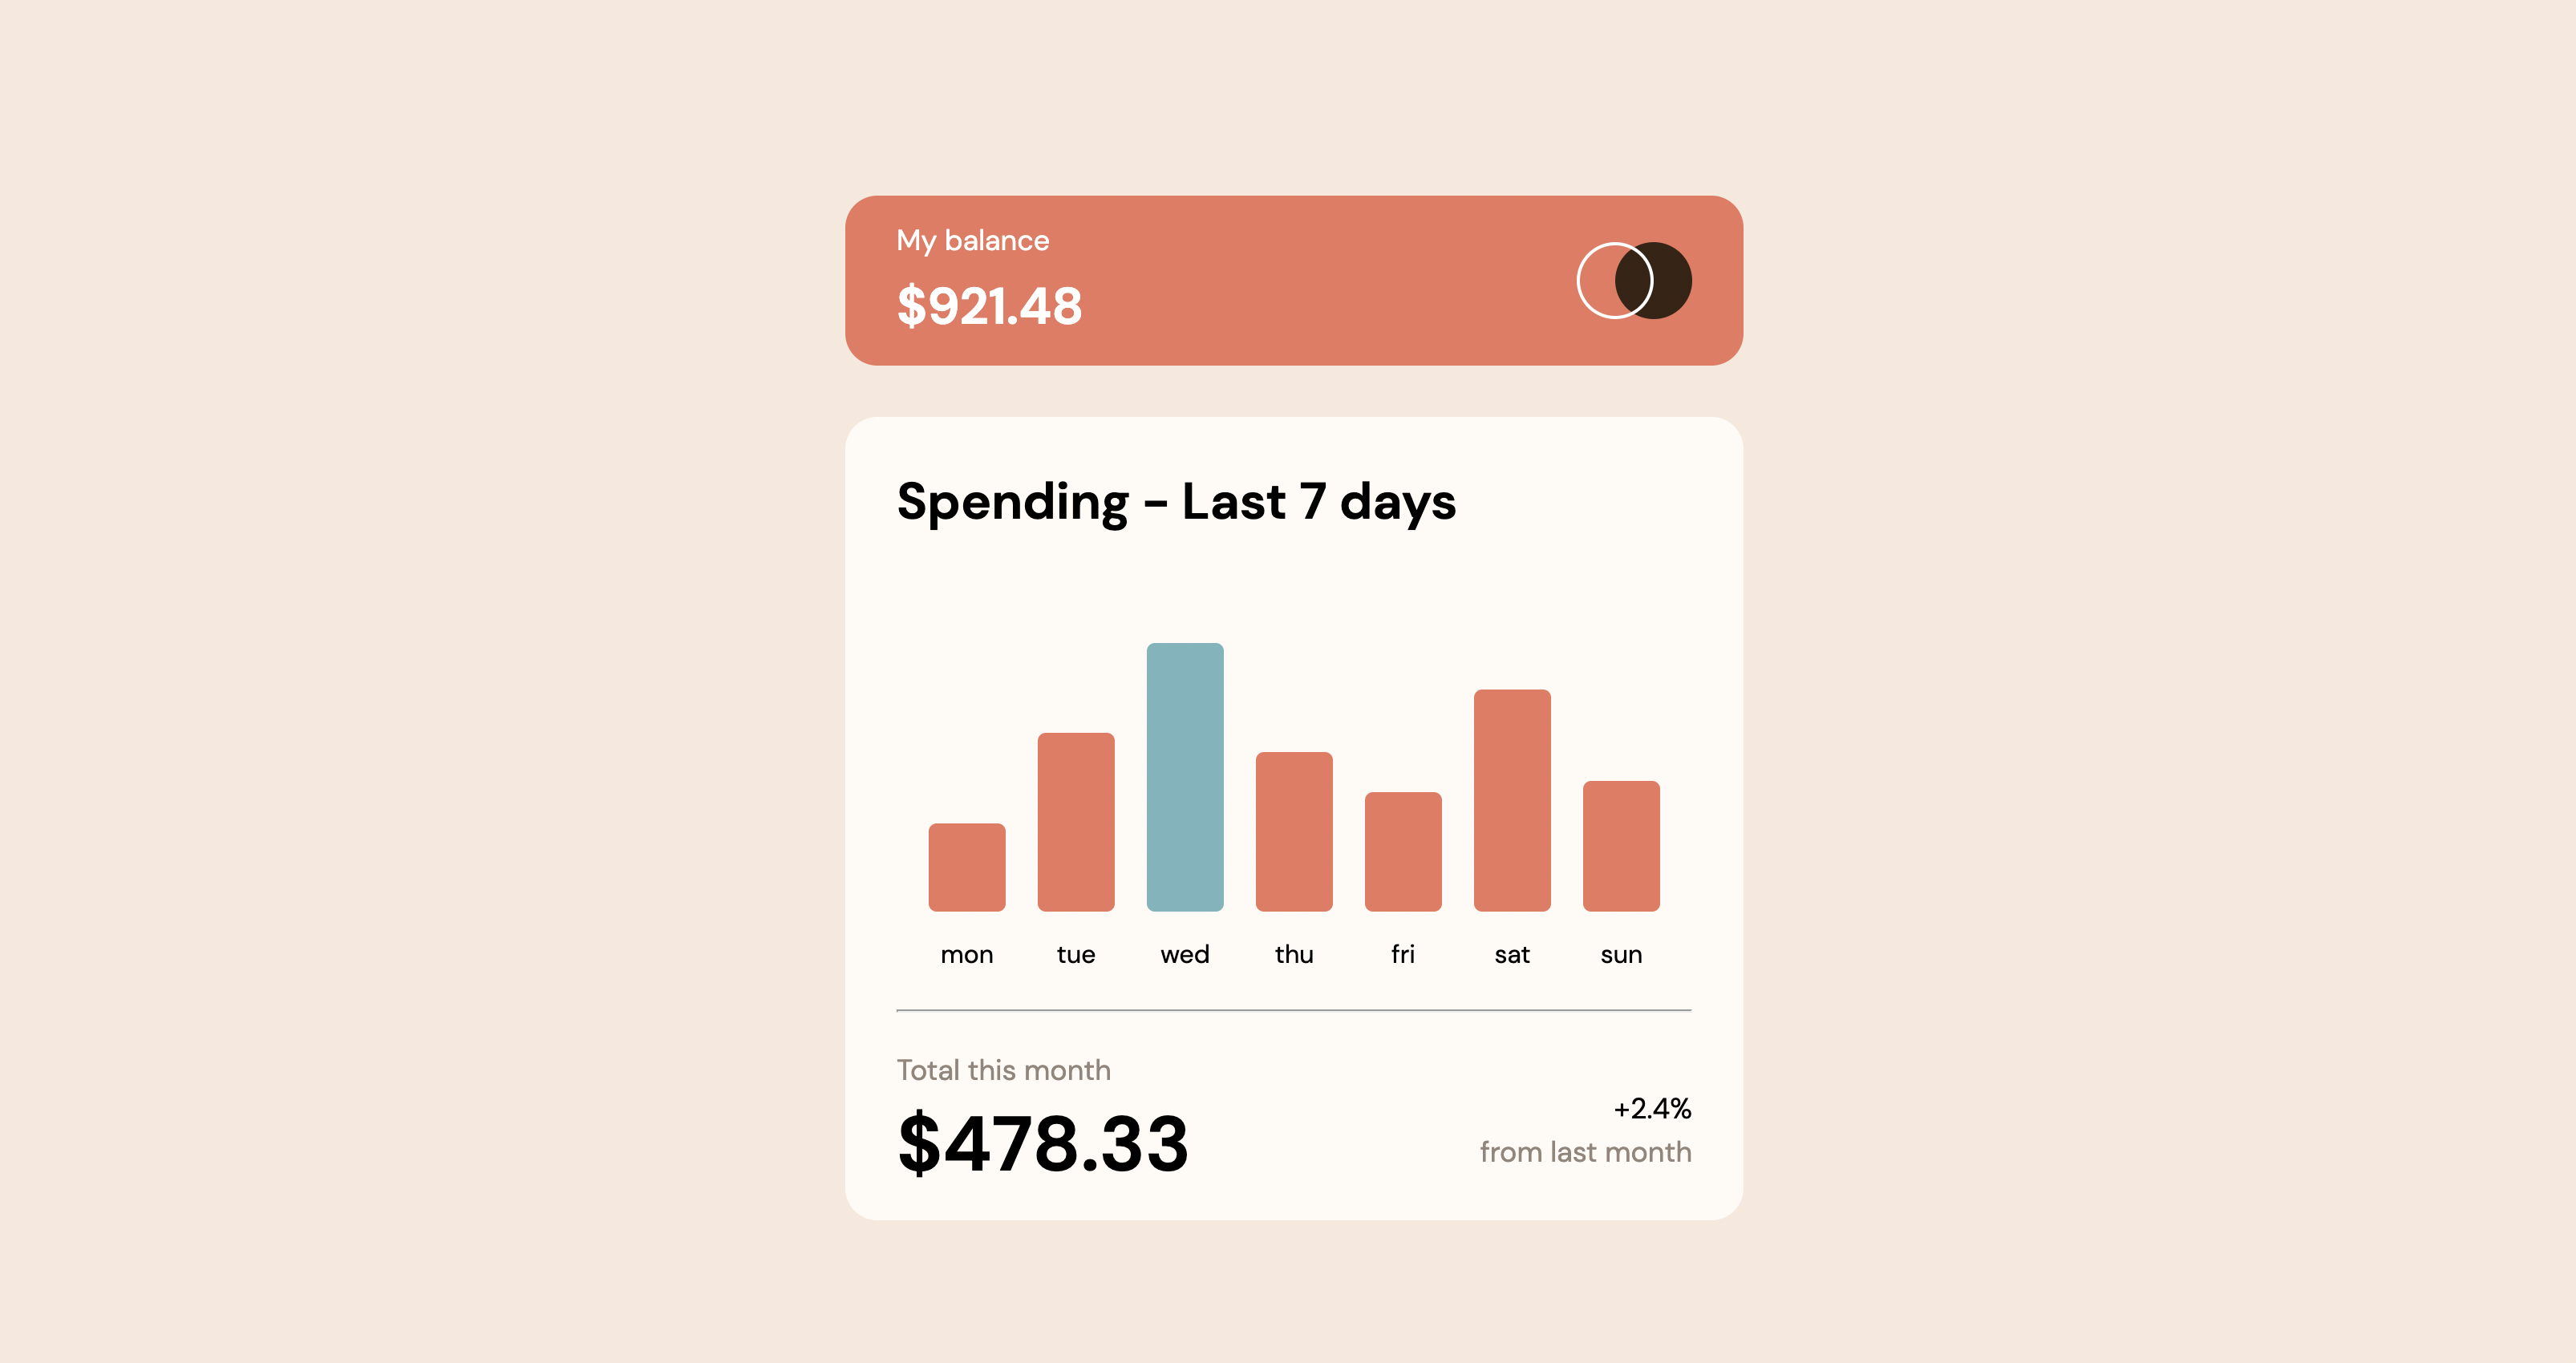 My balance
$921.48
Spending - Last 7 days
mon tue wed thu fri sat sun
Total this month
$478.33
+2.4%
from last month